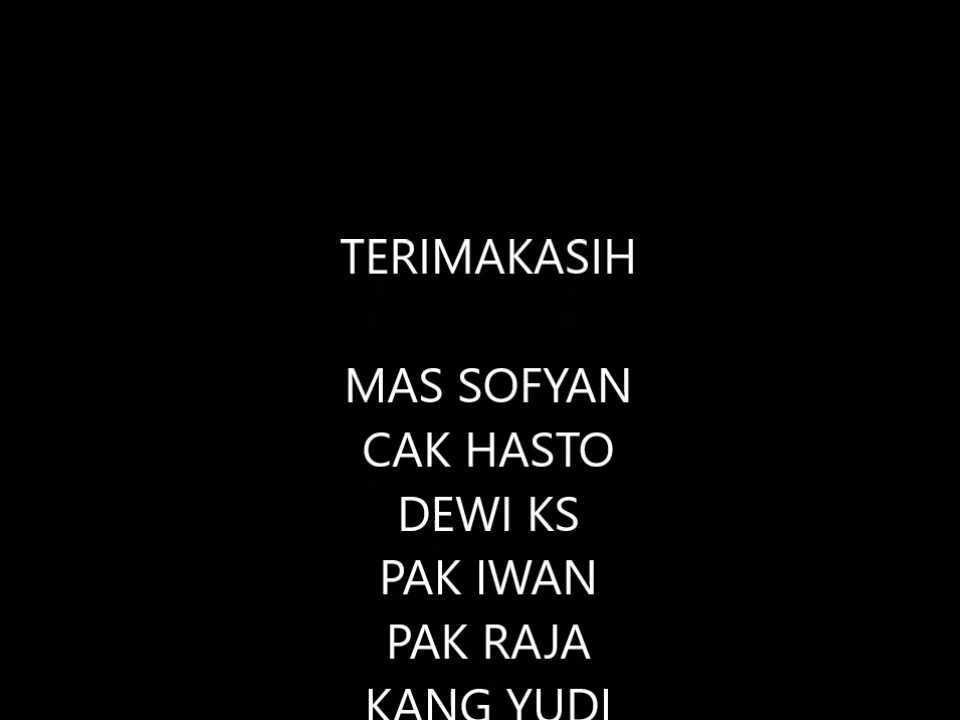 TERIMAKASIH
MAS SOFYAN
CAK HASTO
DEWI KS
PAK IWAN
PAK RAJA
KANG YUDI